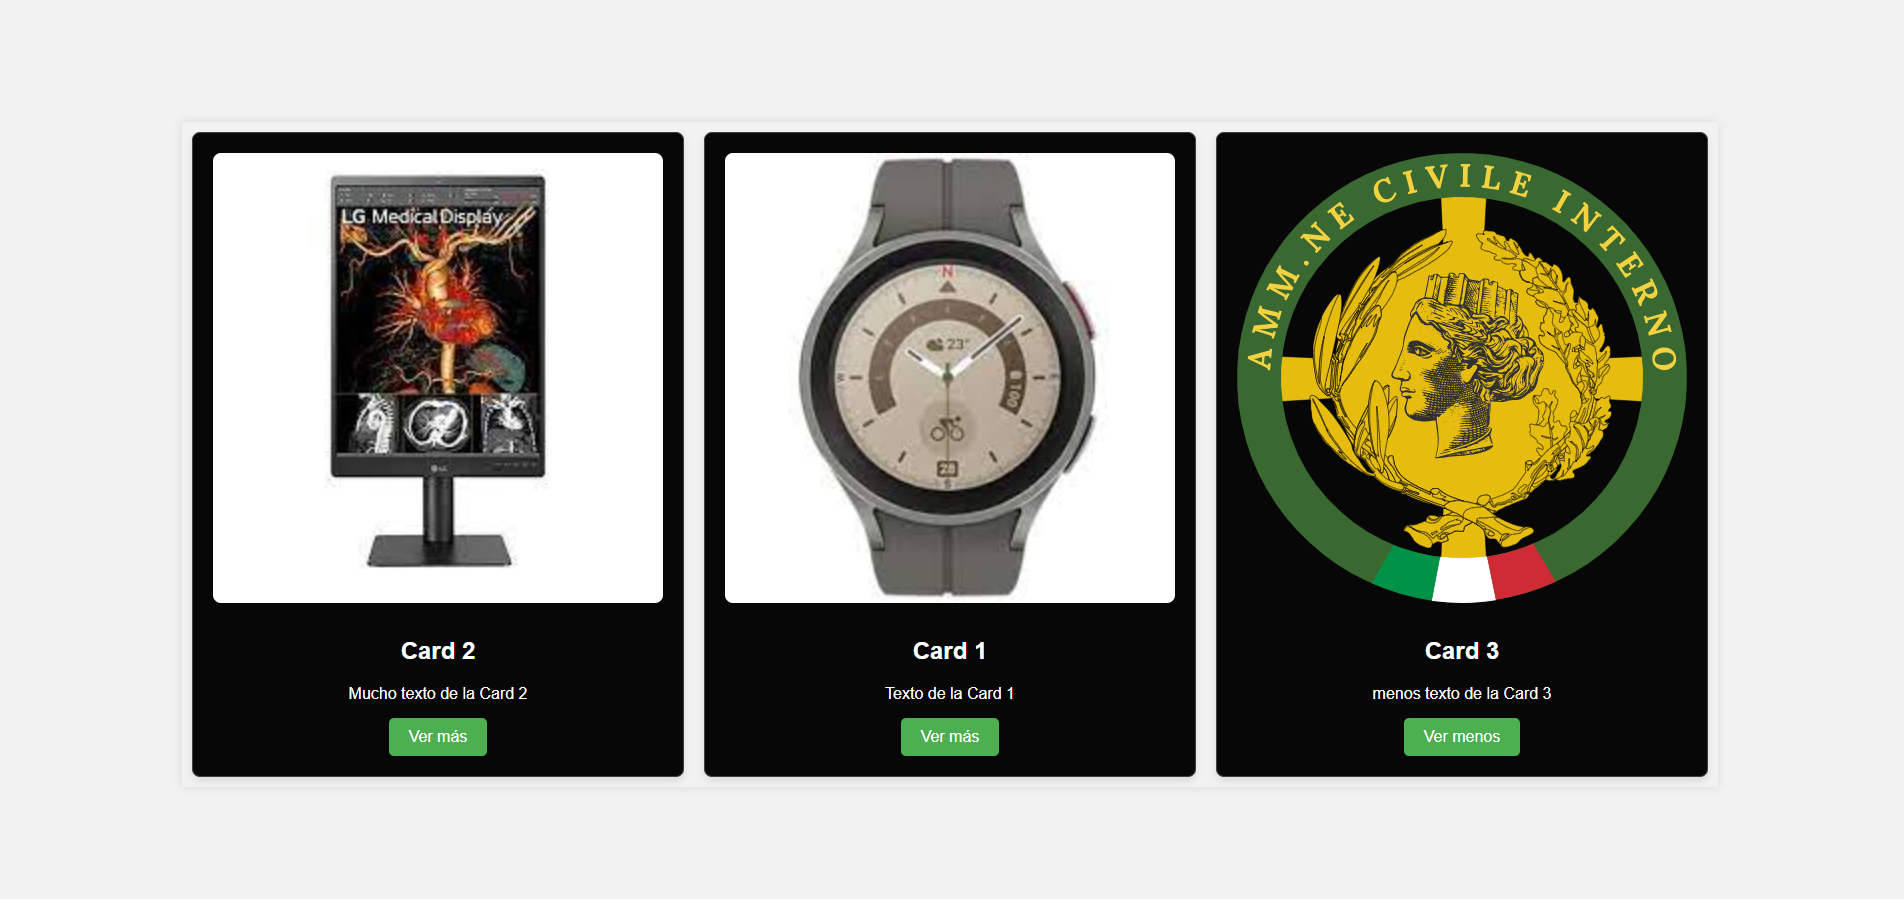 LG Medical Display
LG
Card 2
Mucho texto de la Card 2
Ver más
N
23°
100
W
28
S
Card 1
Texto de la Card 1
Ver más
AMM.NE CIVILE INTERNO
Card 3
menos texto de la Card 3
Ver menos